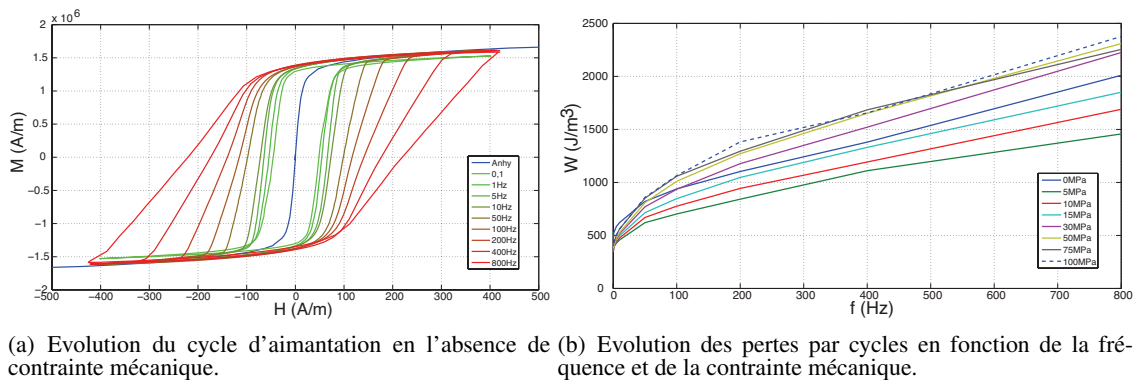 x 10^6
2
1.5
1
0.5
0
−0.5
−1
−1.5
−2
M (A/m)
−500 −400 −300 −200 −100 0 100 200 300 400 500
H (A/m)
Anhy
0,1
1Hz
5Hz
10Hz
50Hz
100Hz
200Hz
400Hz
800Hz
2500
2000
1500
1000
500
0
W (J/m³)
0 100 200 300 400 500 600 700 800
f (Hz)
0MPa
5MPa
10MPa
15MPa
30MPa
50MPa
75MPa
100MPa
(a) Evolution du cycle d'aimantation en l'absence de
contrainte mécanique.
(b) Evolution des pertes par cycles en fonction de la fré-
quence et de la contrainte mécanique.